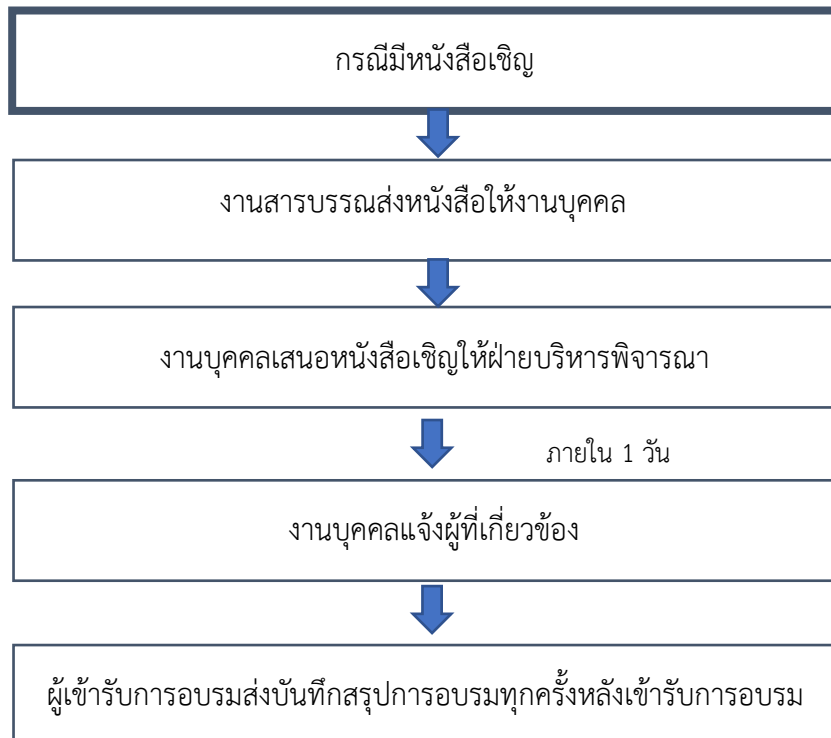 กรณีมีหนังสือเชิญ
งานสารบรรณส่งหนังสือให้งานบุคคล
งานบุคคลเสนอหนังสือเชิญให้ฝ่ายบริหารพิจารณา
ภายใน 1 วัน
งานบุคคลแจ้งผู้ที่เกี่ยวข้อง
ผู้เข้ารับการอบรมส่งบันทึกสรุปการอบรมทุกครั้งหลังเข้ารับการอบรม